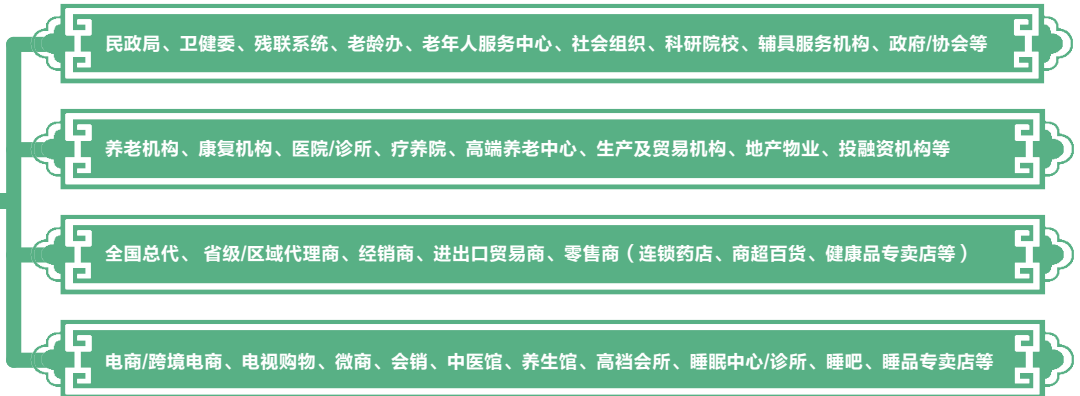 民政局、卫健委、残联系统、老龄办、老年人服务中心、社会组织、科研院校、辅具服务机构、政府/协会等
养老机构、康复机构、医院/诊所、疗养院、高端养老中心、生产及贸易机构、地产物业、投融资机构等
全国总代、 省级/区域代理商、经销商、进出口贸易商、零售商（连锁药店、商超百货、健康品专卖店等）
电商/跨境电商、电视购物、微商、会销、中医馆、养生馆、高裆会所、睡眠中心/诊所、睡吧、睡品专卖店等